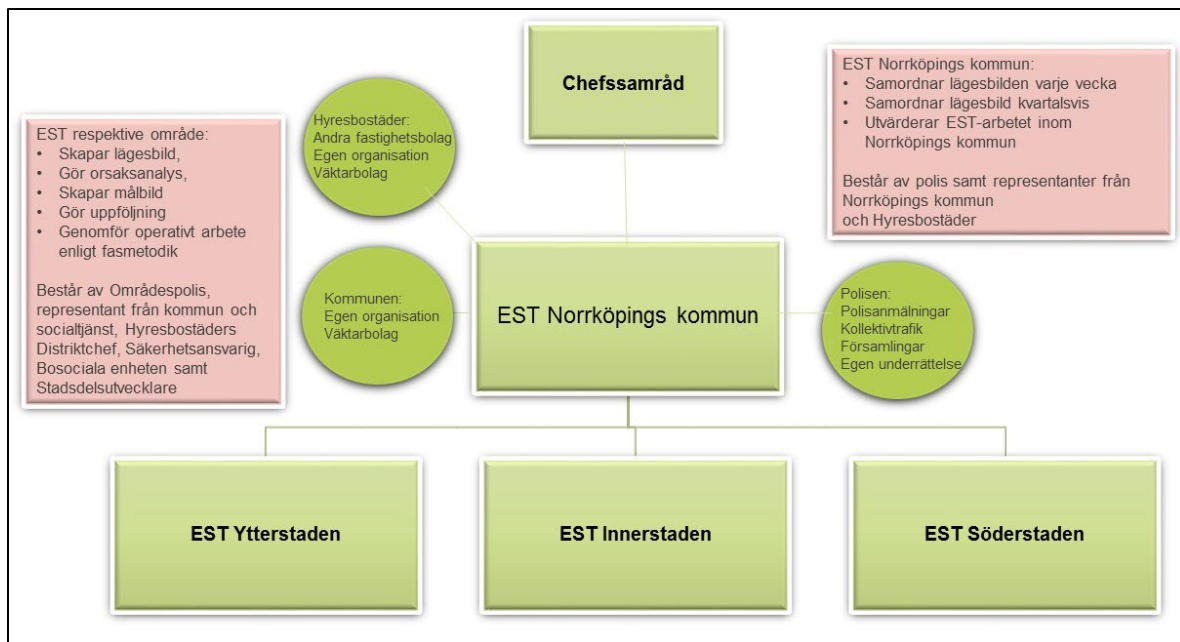 Chefssamråd
EST Norrköpings kommun:
• Samordnar lägesbilden varje vecka
• Samordnar lägesbild kvartalsvis
• Utvärderar EST-arbetet inom
Norrköpings kommun
Består av polis samt representanter från
Norrköpings kommun
och Hyresbostäder
Hyresbostäder:
Andra fastighetsbolag
Egen organisation
Väktarbolag
EST respektive område:
• Skapar lägesbild,
• Gör orsaksanalys,
• Skapar målbild
• Gör uppföljning
• Genomför operativt arbete
enligt fasmetodik
Består av Områdespolis,
representant från kommun och
socialtjänst, Hyresbostäders
Distriktchef, Säkerhetsansvarig,
Bosociala enheten samt
Stadsdelsutvecklare
Kommunen:
Egen organisation
Väktarbolag
EST Norrköpings kommun
Polisen:
Polisanmälningar
Kollektivtrafik
Församlingar
Egen underrättelse
EST Ytterstaden
EST Innerstaden
EST Söderstaden